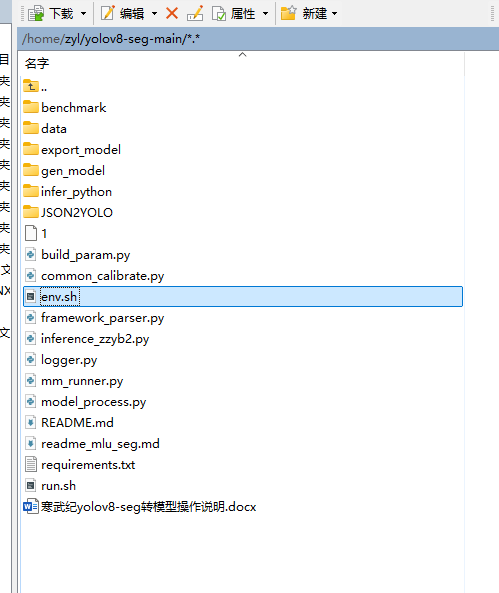 下载 编辑 属性 新建
/home/zyl/yolov8-seg-main/*.*
名字
..
benchmark
data
export_model
gen_model
infer_python
JSON2YOLO
1
build_param.py
common_calibrate.py
env.sh
framework_parser.py
inference_zzyb2.py
logger.py
mm_runner.py
model_process.py
README.md
readme_mlu_seg.md
requirements.txt
run.sh
寒武纪yolov8-seg转模型操作说明.docx